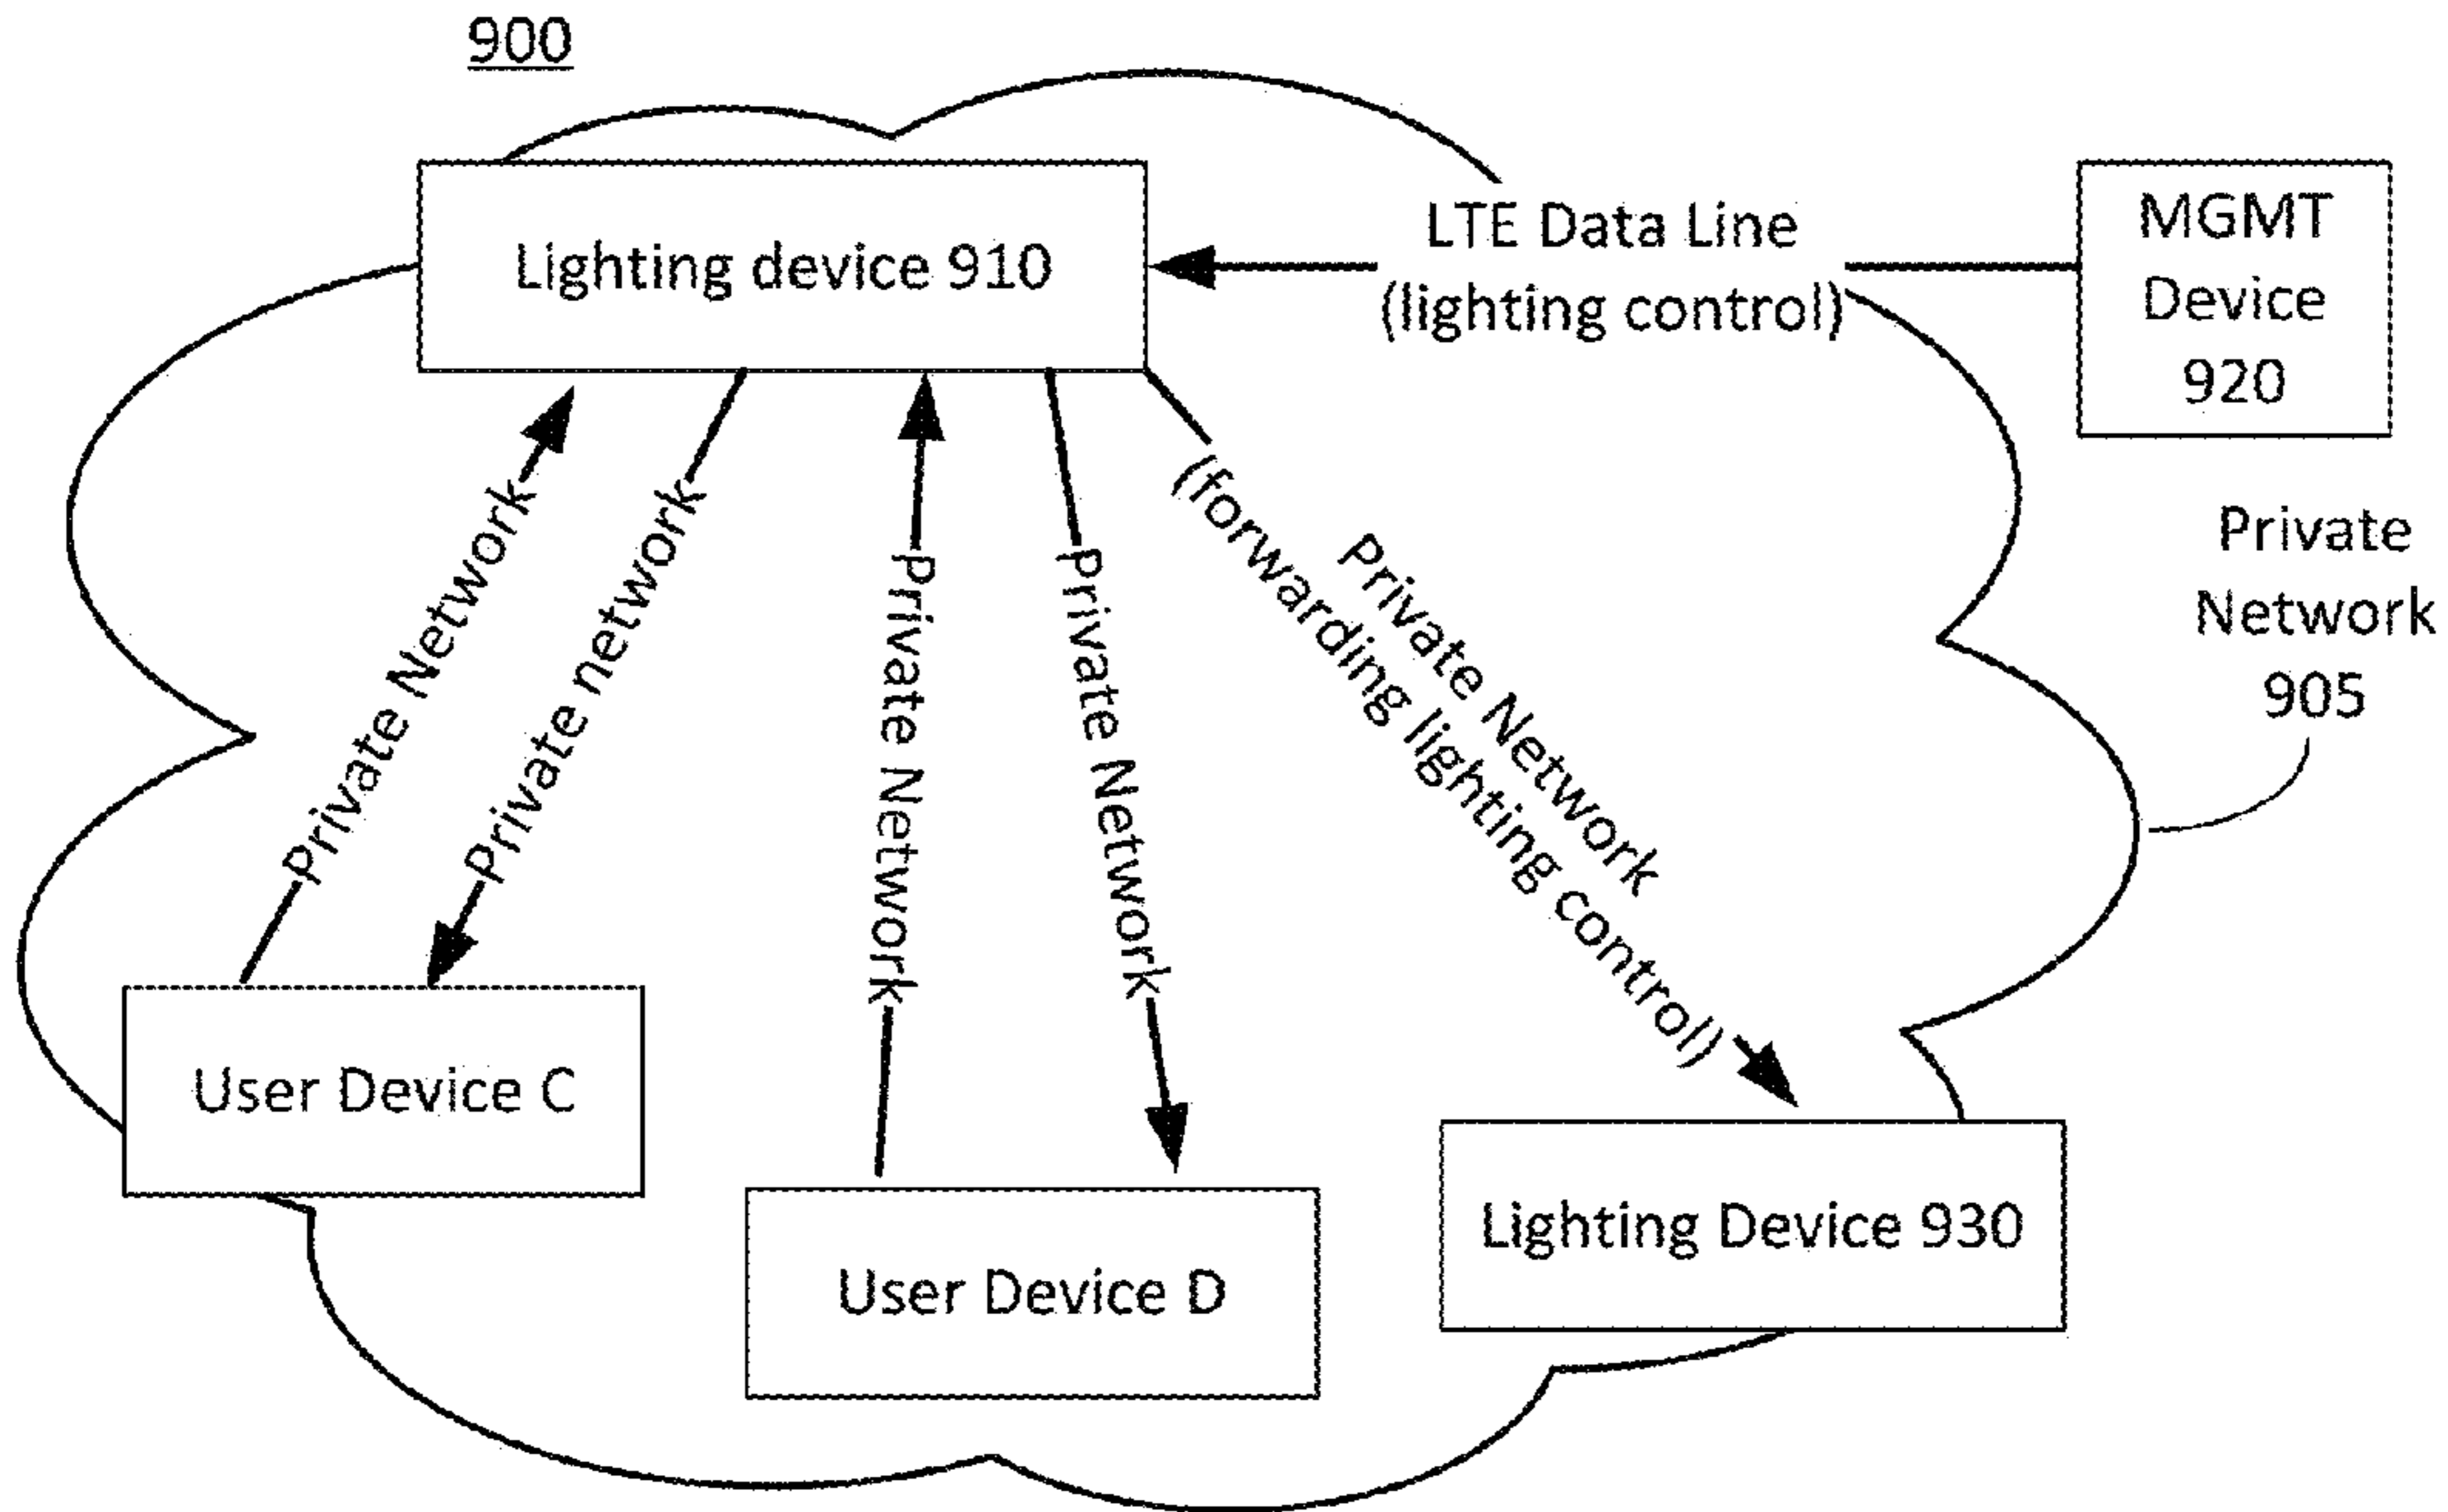 900
Lighting device 910
LTE Data Line
(lighting control)
MGMT
Device
920
Private
Network
905
Private Network
Private network
Private Network
Private Network
Private Network
(forwarding lighting control)
User Device C
User Device D
Lighting Device 930